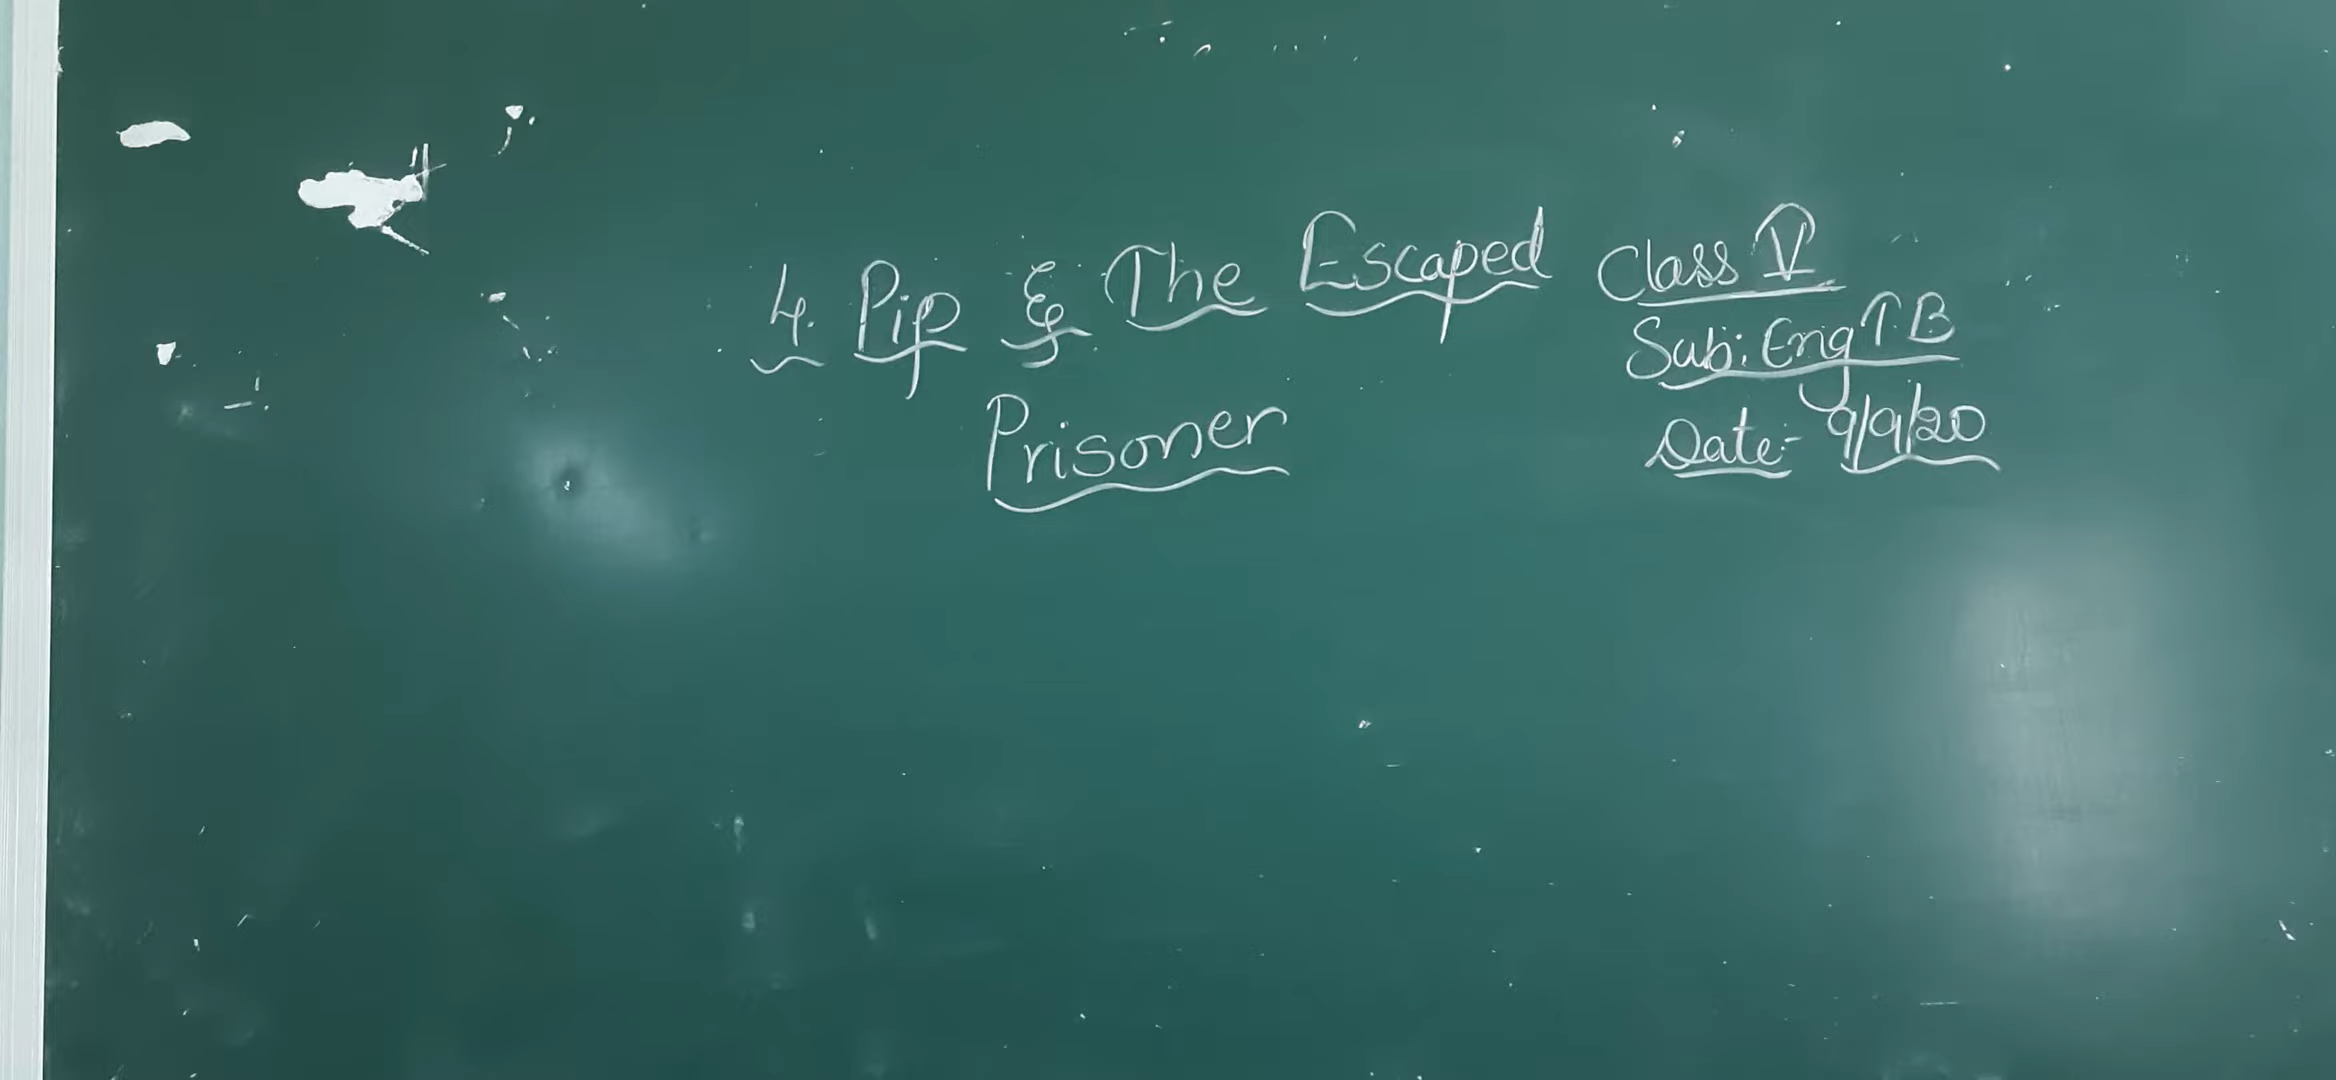 4. Pip & The Escaped
Prisoner
Class V
Sub: Eng T.B
Date:- 9/9/20